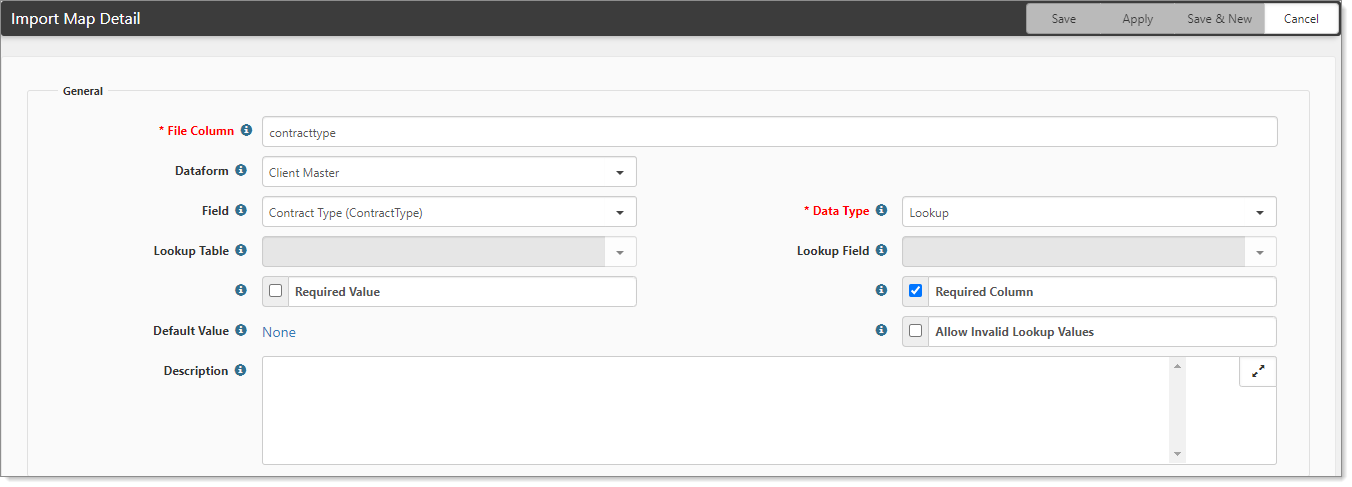 Import Map Detail Save Apply Save & New Cancel
General
* File Column contracttype
Dataform Client Master
Field Contract Type (ContractType) * Data Type Lookup
Lookup Table Lookup Field
Required Value Required Column
Default Value None Allow Invalid Lookup Values
Description